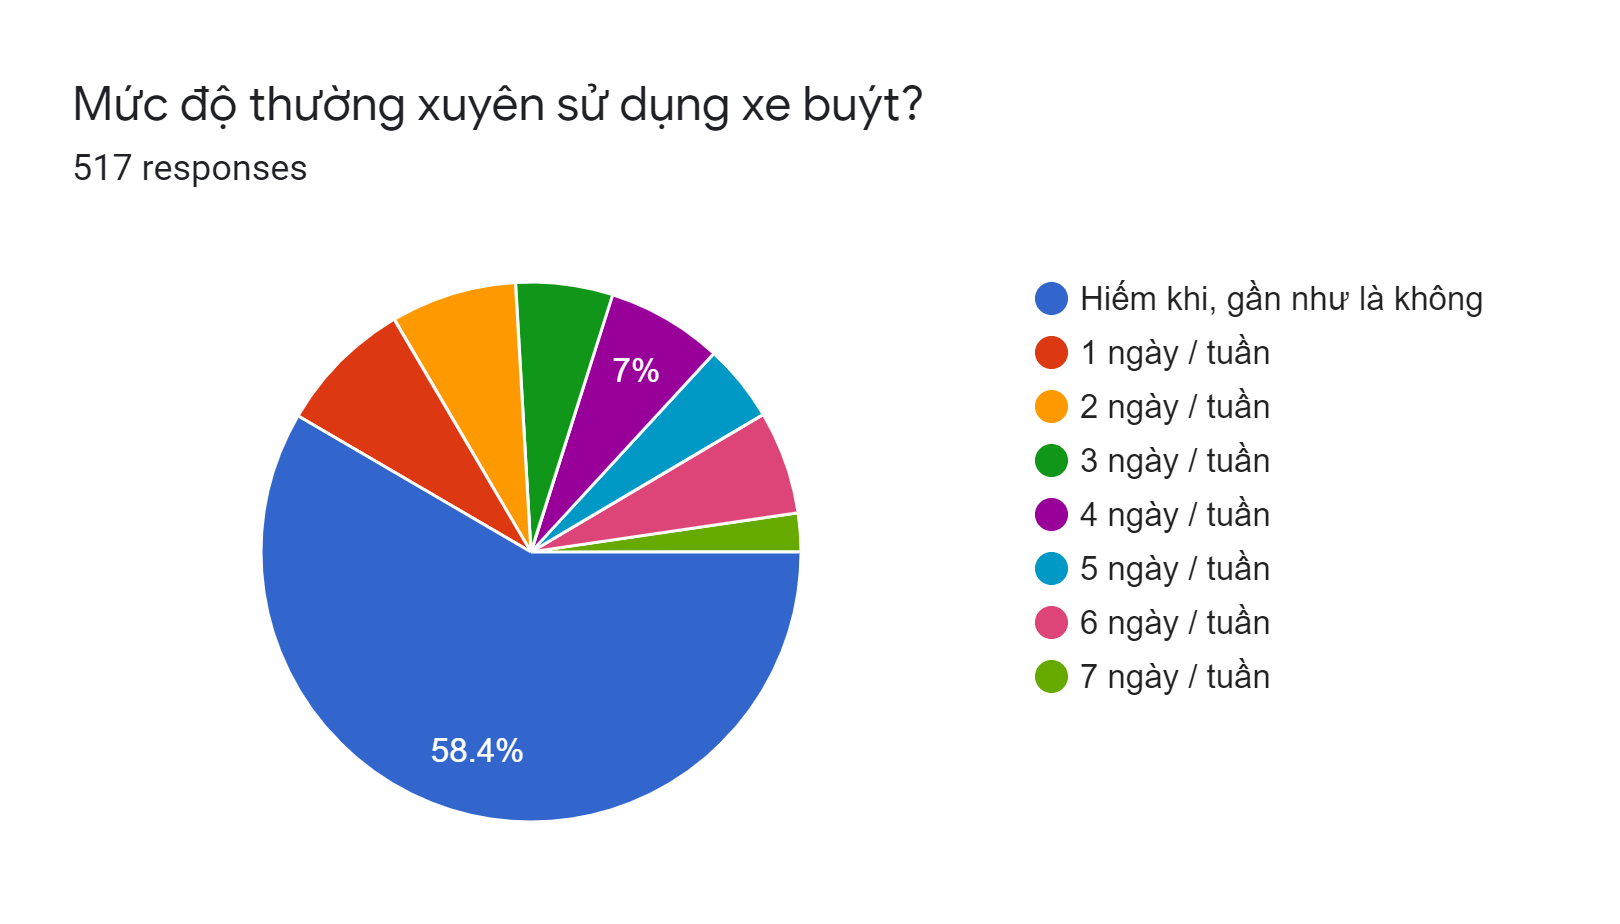 Mức độ thường xuyên sử dụng xe buýt?
517 responses
7%
58.4%
Hiếm khi, gần như là không
1 ngày / tuần
2 ngày / tuần
3 ngày / tuần
4 ngày / tuần
5 ngày / tuần
6 ngày / tuần
7 ngày / tuần